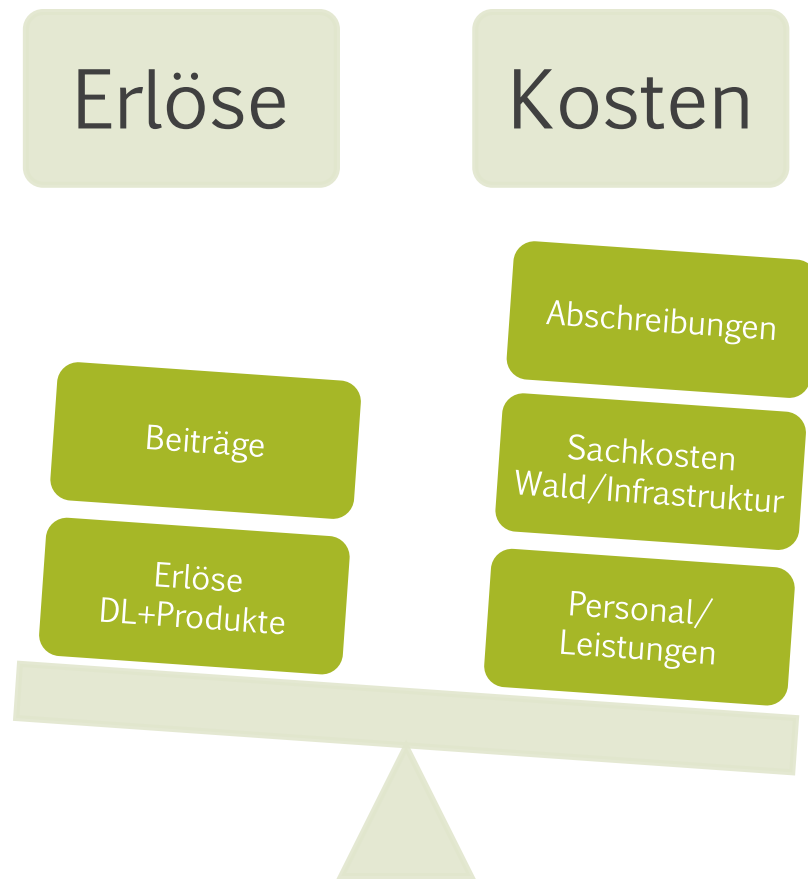 Erlöse
Kosten
Beiträge
Erlöse
DL+Produkte
Abschreibungen
Sachkosten
Wald/Infrastruktur
Personal/
Leistungen